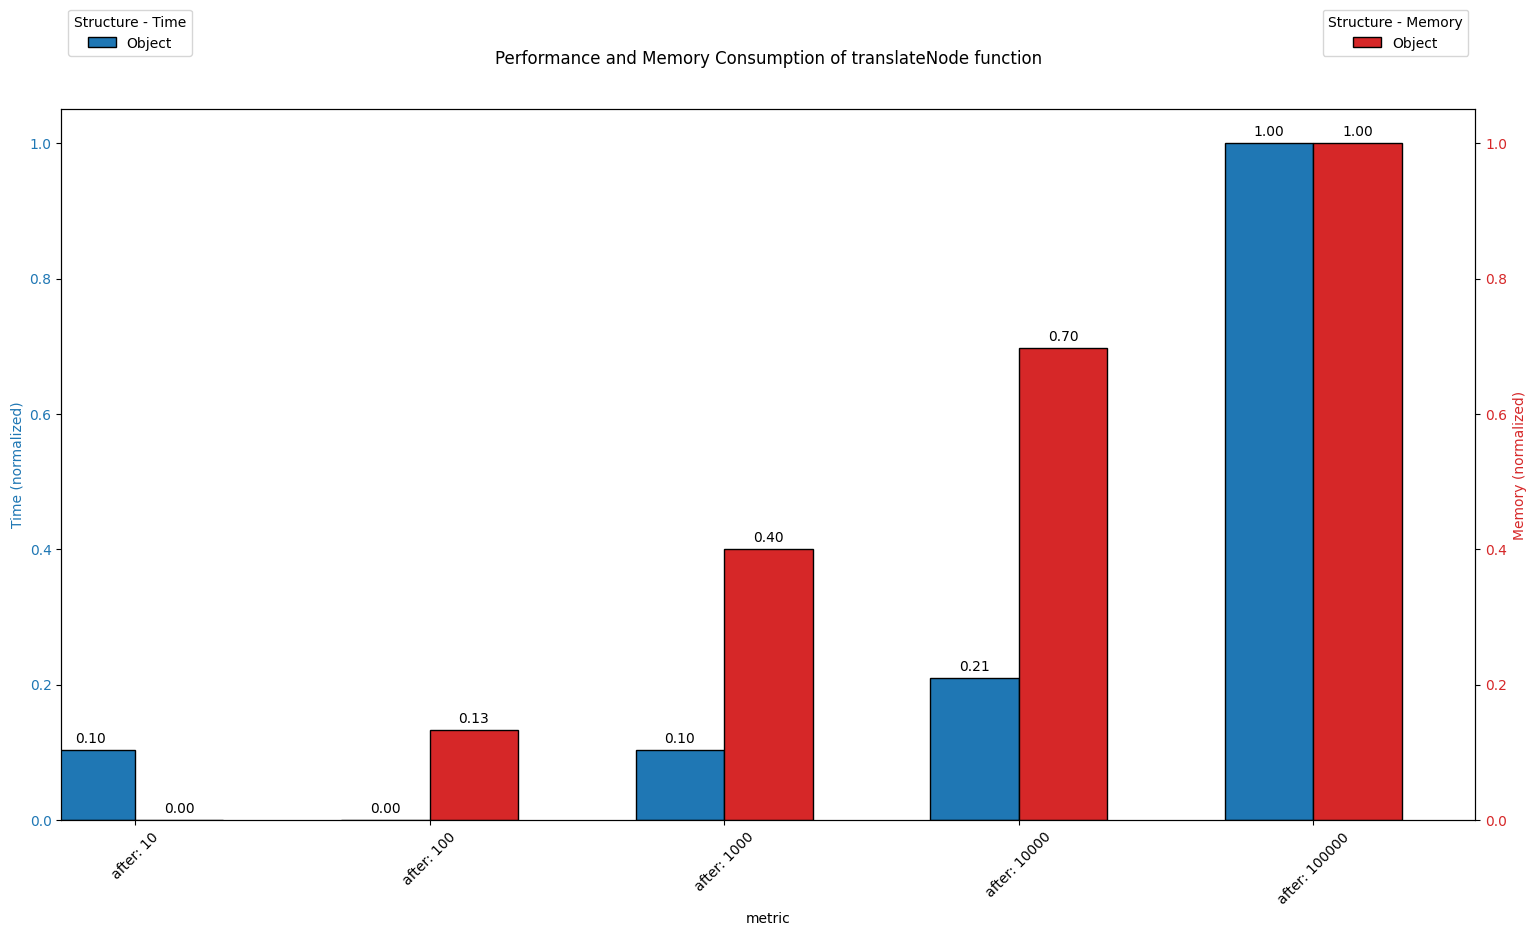 Structure - Time
Object
Structure - Memory
Object
Performance and Memory Consumption of translateNode function
Time (normalized)
1.0
0.8
0.6
0.4
0.2
0.0
0.10
0.00
0.00
0.13
0.10
0.40
0.21
0.70
1.00
1.00
1.0
0.8
0.6
0.4
0.2
0.0
Memory (normalized)
after: 10
after: 100
after: 1000
after: 10000
after: 100000
metric